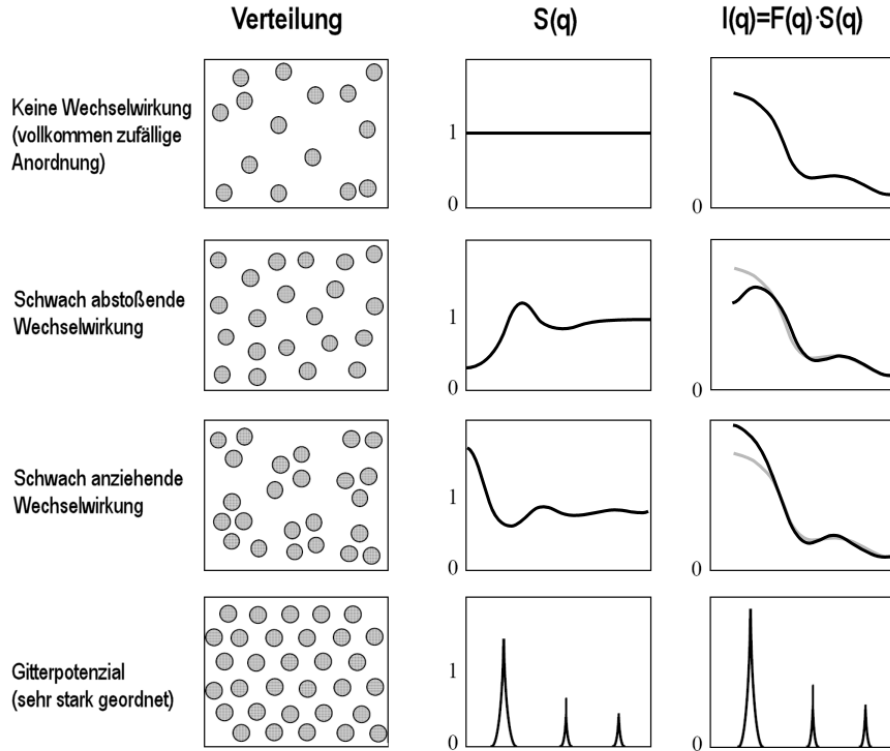 Verteilung
S(q)
I(q)=F(q)·S(q)
Keine Wechselwirkung
(vollkommen zufällige
Anordnung)
1
0
0
Schwach abstoßende
Wechselwirkung
1
0
0
Schwach anziehende
Wechselwirkung
1
0
0
Gitterpotenzial
(sehr stark geordnet)
1
0
0